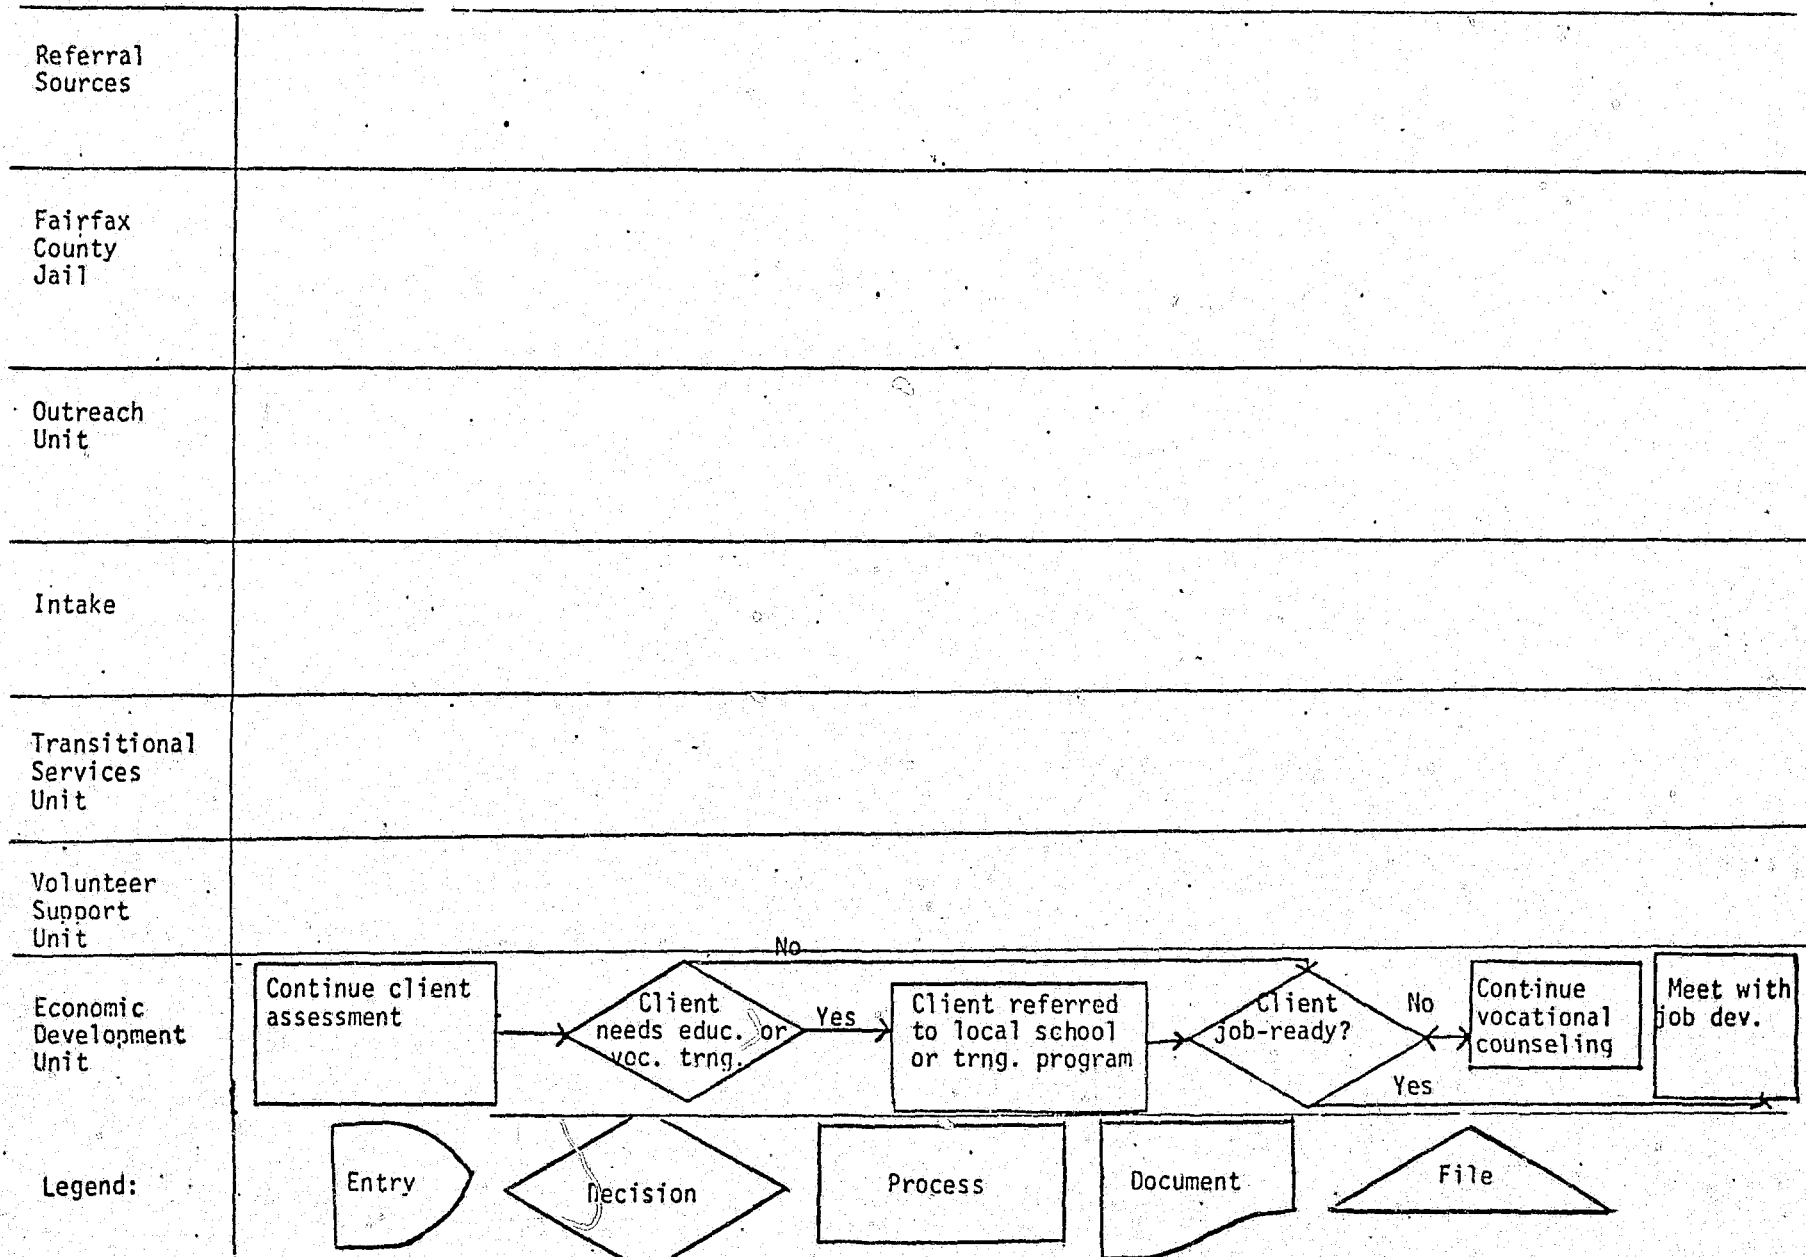 Referral
Sources
Fairfax
County
Jail
Outreach
Unit
Intake
Transitional
Services
Unit
Volunteer
Support
Unit
Economic
Development
Unit
Continue client
assessment
No
Client
needs educ. or
voc. trng.
Yes
Client referred
to local school
or trng. program
Client
job-ready?
No
Yes
Continue
vocational
counseling
Meet with
job dev.
Legend:
Entry
Decision
Process
Document
File